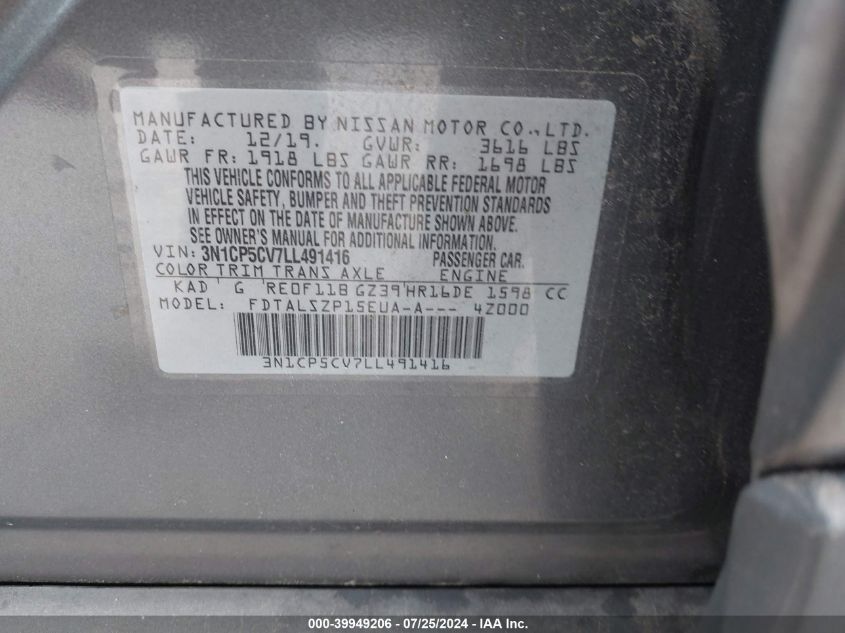 MANUFACTURED BY NISSAN MOTOR CO.,LTD.
DATE: 12/19. GVWR: 3616 LBS
GAWR FR: 1918 LBS GAWR RR: 1698 LBS
THIS VEHICLE CONFORMS TO ALL APPLICABLE FEDERAL MOTOR
VEHICLE SAFETY, BUMPER AND THEFT PREVENTION STANDARDS
IN EFFECT ON THE DATE OF MANUFACTURE SHOWN ABOVE.
SEE OWNER'S MANUAL FOR ADDITIONAL INFORMATION.
VIN: 3N1CP5CV7LL491416 PASSENGER CAR.
COLOR TRIM TRANS AXLE ENGINE
KAD G RE0F11B GZ39 HR16DE 1598 CC
MODEL: FDTALSZP15EUA-A--- 4Z000
3N1CP5CV7LL491416
000-39949206 - 07/25/2024 - IAAI.com